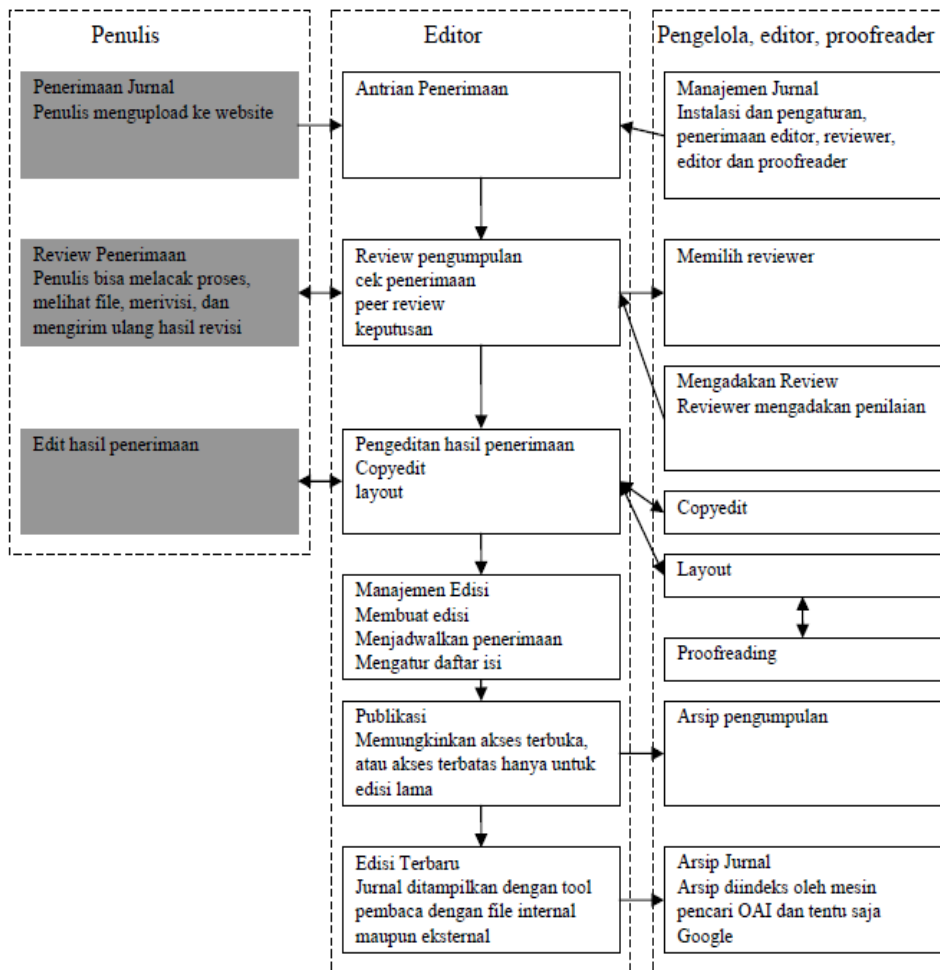 Penulis
Editor
Pengelola, editor, proofreader
Penerimaan Jurnal
Penulis mengupload ke website
Antrian Penerimaan
Manajemen Jurnal
Instalasi dan pengaturan,
penerimaan editor, reviewer,
editor dan proofreader
Review Penerimaan
Penulis bisa melacak proses,
melihat file, merivisi, dan
mengirim ulang hasil revisi
Review pengumpulan
cek penerimaan
peer review
keputusan
Memilih reviewer
Mengadakan Review
Reviewer mengadakan penilaian
Edit hasil penerimaan
Pengeditan hasil penerimaan
Copyedit
layout
Copyedit
Layout
Proofreading
Manajemen Edisi
Membuat edisi
Menjadwalkan penerimaan
Mengatur daftar isi
Publikasi
Memungkinkan akses terbuka,
atau akses terbatas hanya untuk
edisi lama
Arsip pengumpulan
Edisi Terbaru
Jurnal ditampilkan dengan tool
pembaca dengan file internal
maupun eksternal
Arsip Jurnal
Arsip diindeks oleh mesin
pencari OAI dan tentu saja
Google